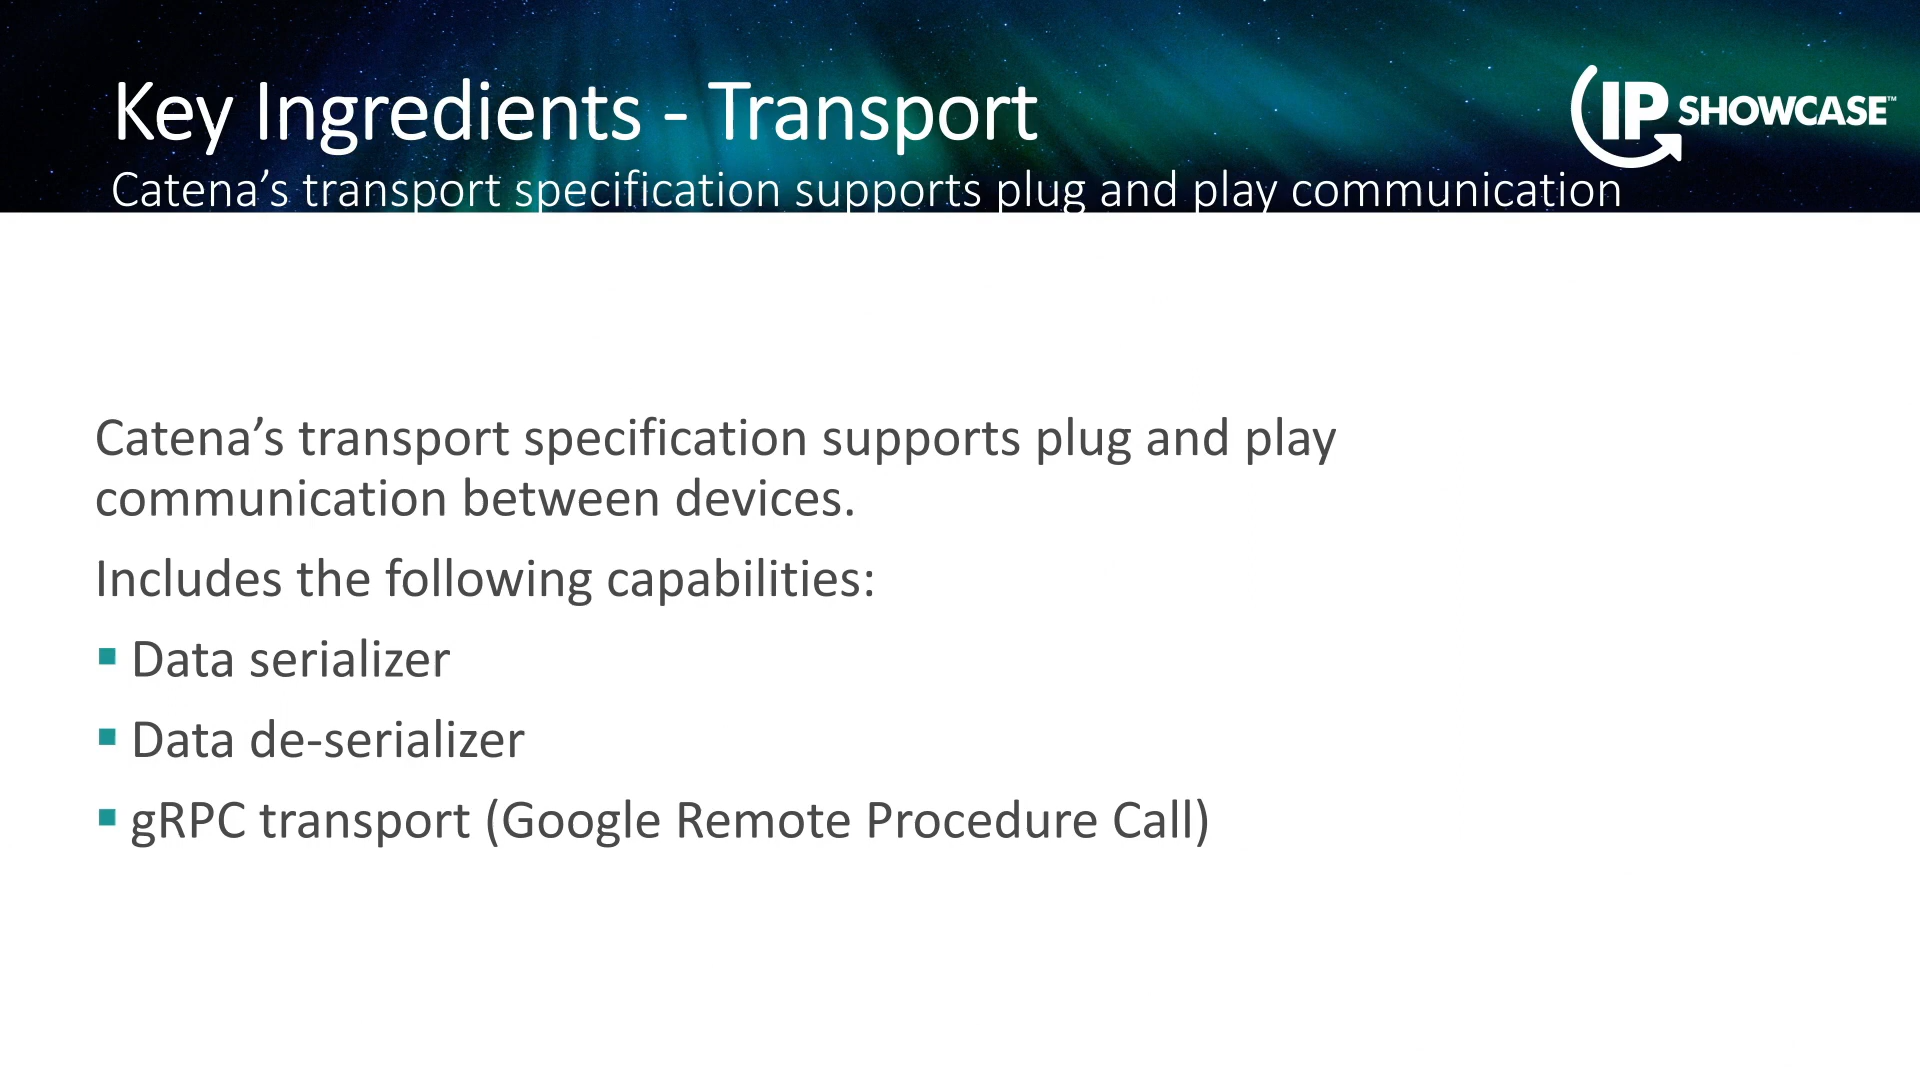 Key Ingredients - Transport
IP SHOWCASE™
Catena’s transport specification supports plug and play communication
Catena’s transport specification supports plug and play
communication between devices.
Includes the following capabilities:
▪ Data serializer
▪ Data de-serializer
▪ gRPC transport (Google Remote Procedure Call)